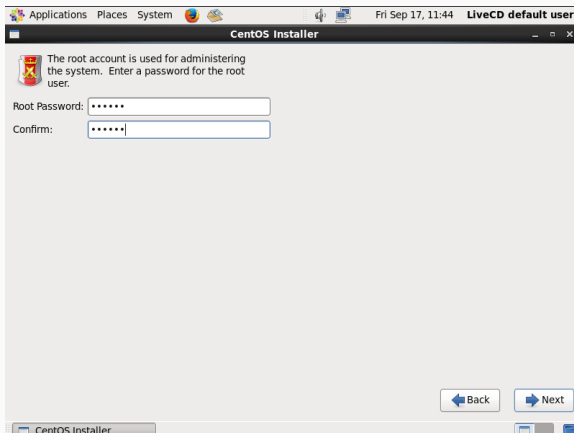 Applications Places System Fri Sep 17, 11:44 LiveCD default user
CentOS Installer
The root account is used for administering
the system. Enter a password for the root
user.
Root Password: ••••••
Confirm: ••••••
Back Next
CentOS Installer